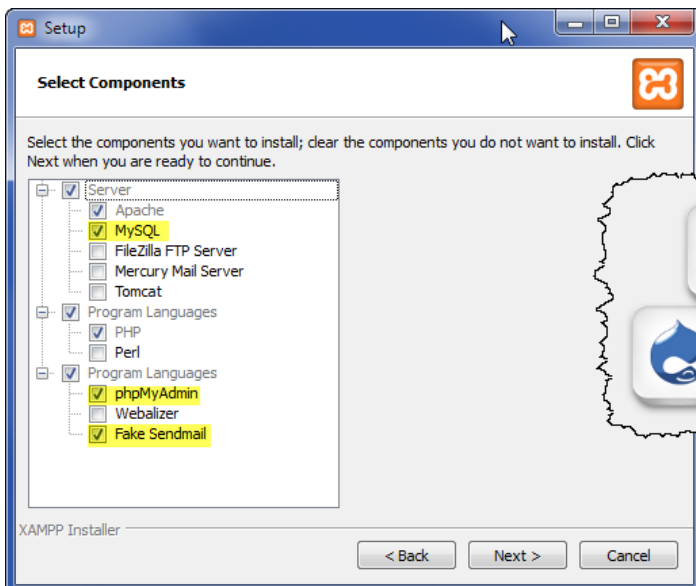 Setup
Select Components
Select the components you want to install; clear the components you do not want to install. Click
Next when you are ready to continue.
Server
Apache
MySQL
FileZilla FTP Server
Mercury Mail Server
Tomcat
Program Languages
PHP
Perl
Program Languages
phpMyAdmin
Webalizer
Fake Sendmail
XAMPP Installer
< Back
Next >
Cancel